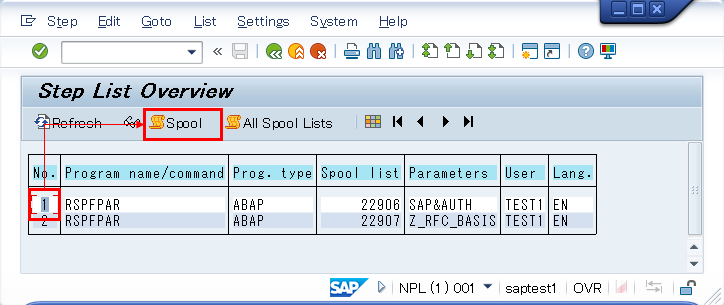 Step Edit Goto List Settings System Help
Step List Overview
Refresh Spool All Spool Lists
No. Program name/command Prog. type Spool list Parameters User Lang.
1 RSPFPAR ABAP 22906 SAP&AUTH TEST1 EN
2 RSPFPAR ABAP 22907 Z_RFC_BASIS TEST1 EN
SAP NPL (1) 001 saptest1 OVR